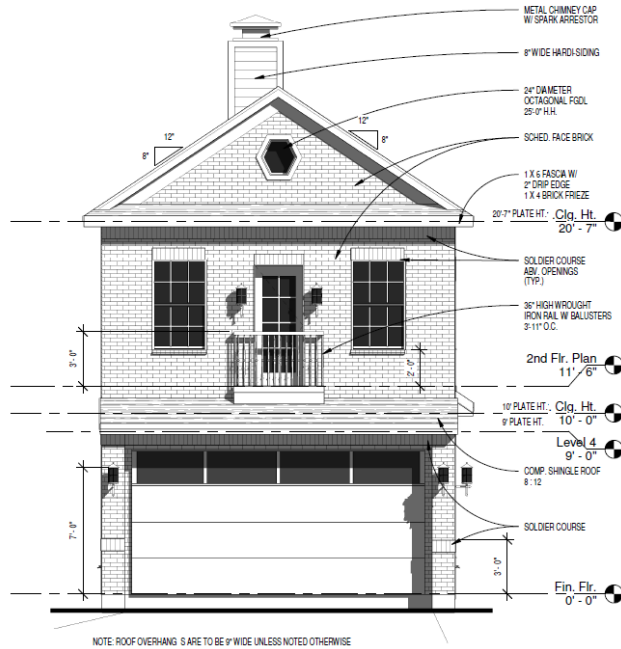 METAL CHIMNEY CAP
W/ SPARK ARRESTOR
8" WIDE HARDI-SIDING
24" DIAMETER
OCTAGONAL FGDL
25'-0" H.H.
12"
8"
12"
8"
SCHED. FACE BRICK
1 X 6 FASCIA W/
2" DRIP EDGE
1 X 4 BRICK FRIEZE
20'-7" PLATE HT.
Clg. Ht.
20' - 7"
SOLDIER COURSE
ABV. OPENINGS
(TYP.)
36" HIGH WROUGHT
IRON RAIL W/ BALUSTERS
3'-11" O.C.
3'- 0"
2'- 0"
2nd Flr. Plan
11' - 6"
10' PLATE HT.
Clg. Ht.
10' - 0"
9' PLATE HT.
Level 4
9' - 0"
COMP. SHINGLE ROOF
8 : 12
SOLDIER COURSE
7'- 0"
3'- 0"
Fin. Flr.
0' - 0"
NOTE: ROOF OVERHANG S ARE TO BE 9" WIDE UNLESS NOTED OTHERWISE